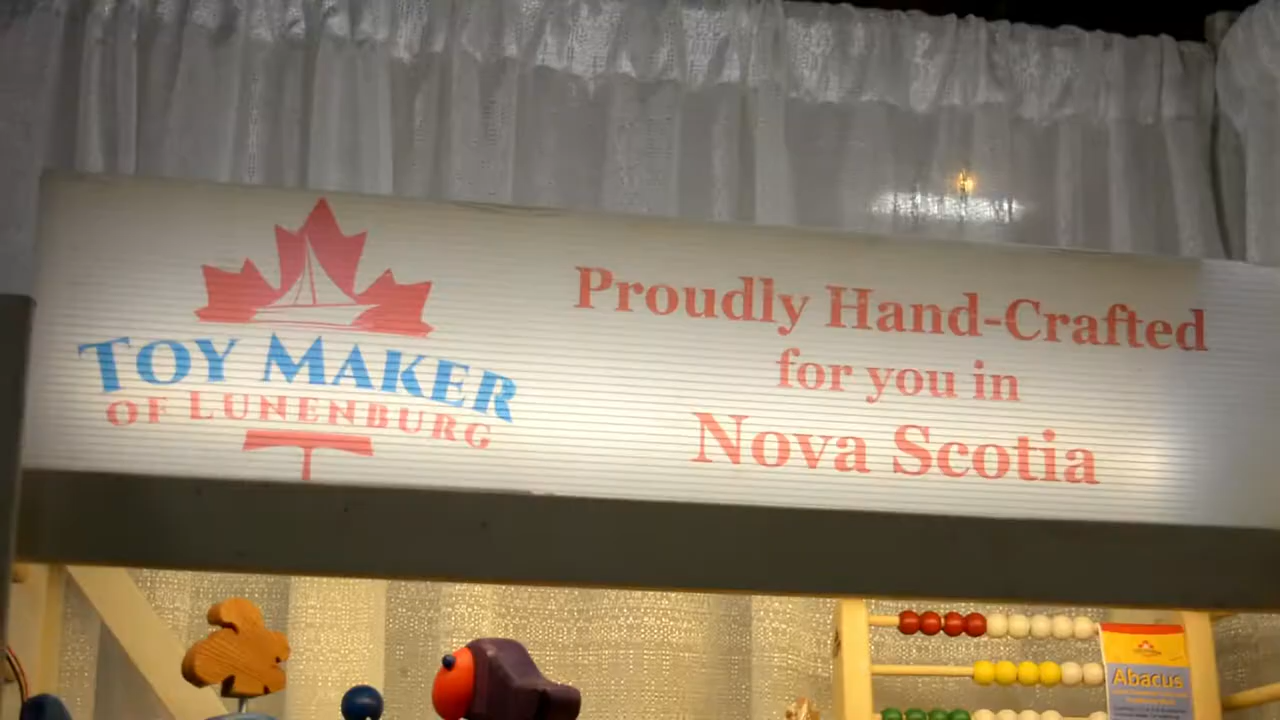 TOY MAKER
OF LUNENBURG
Proudly Hand-Crafted
for you in
Nova Scotia
Abacus